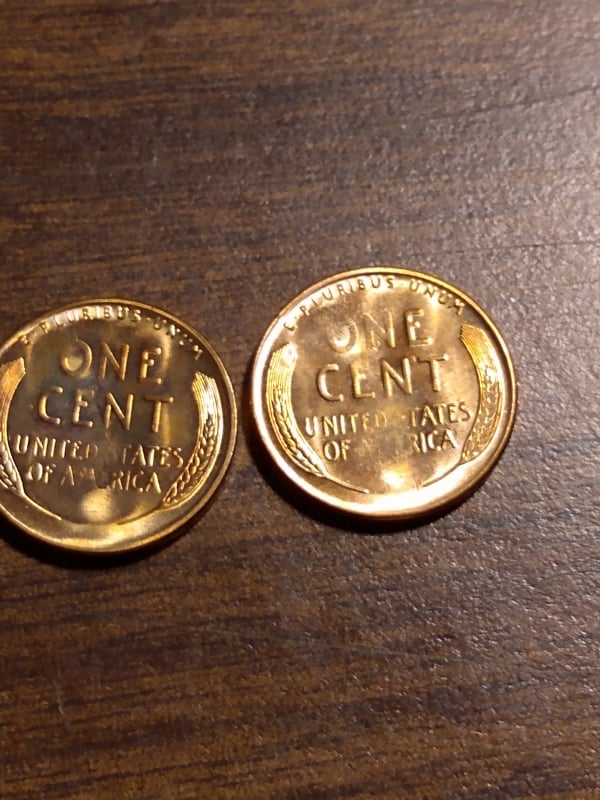 E·PLURIBUS·UNUM
ONE
CENT
UNITED STATES
OF AMERICA
E·PLURIBUS·UNUM
ONE
CENT
UNITED STATES
OF AMERICA